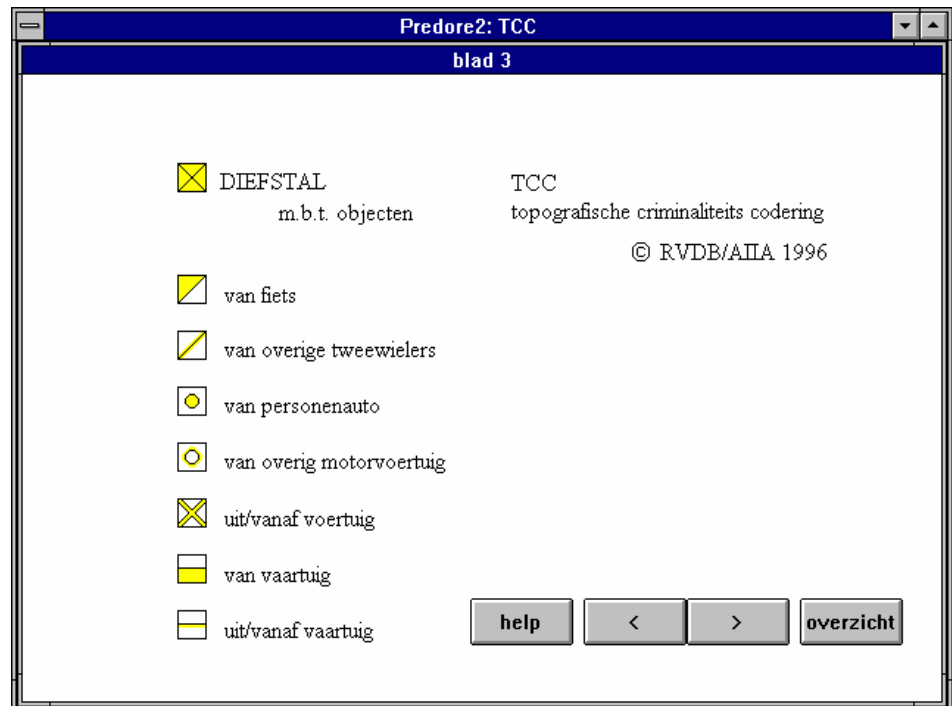 Predore2: TCC
blad 3
DIEFSTAL
m.b.t. objecten
TCC
topografische criminaliteits codering
© RVDB/AIIA 1996
van fiets
van overige tweewielers
van personenauto
van overig motorvoertuig
uit/vanaf voertuig
van vaartuig
uit/vanaf vaartuig
help
<
>
overzicht